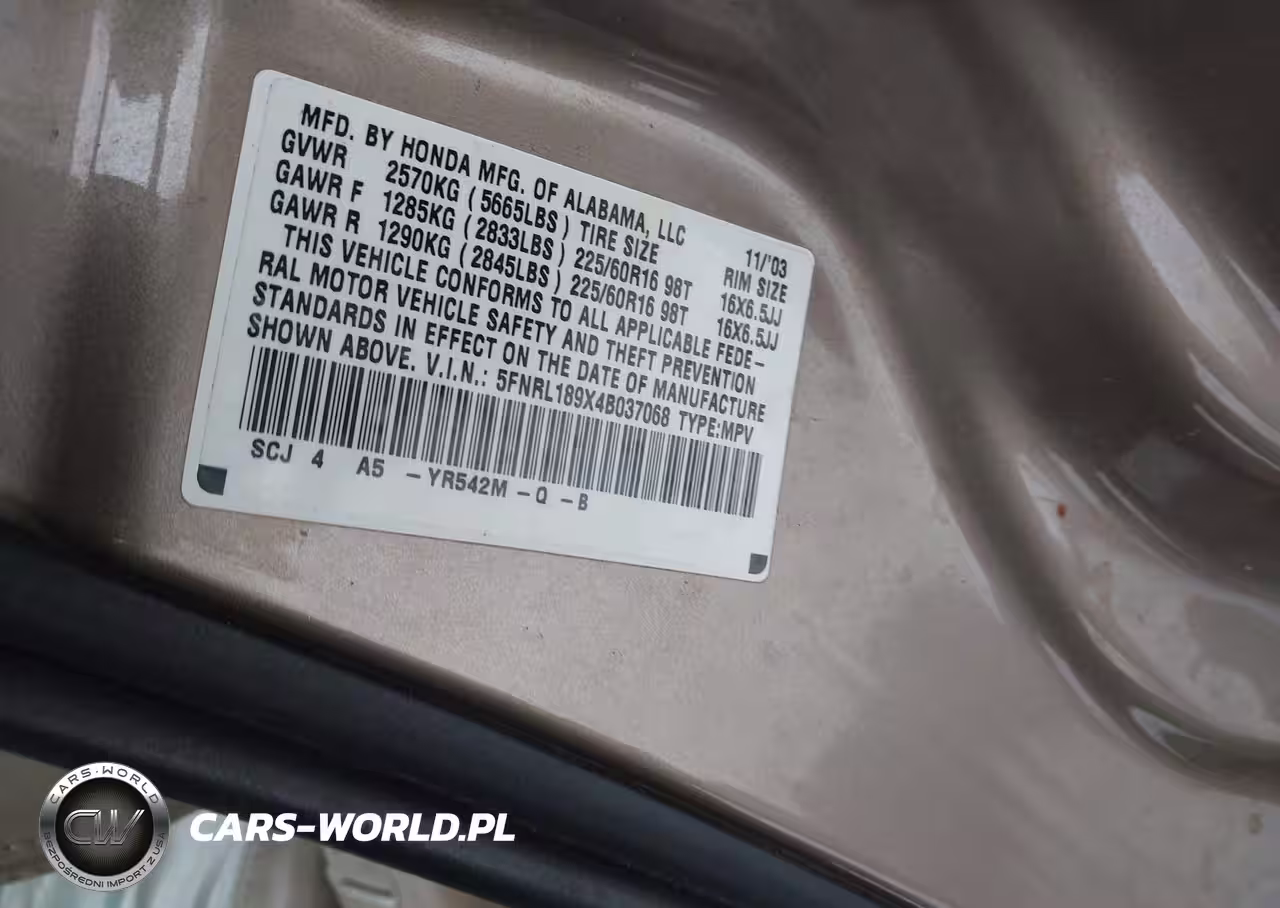 MFD. BY HONDA MFG. OF ALABAMA, LLC 11/'03
GVWR 2570KG (5665LBS) TIRE SIZE RIM SIZE
GAWR F 1285KG (2833LBS) 225/60R16 98T 16X6.5JJ
GAWR R 1290KG (2845LBS) 225/60R16 98T 16X6.5JJ
THIS VEHICLE CONFORMS TO ALL APPLICABLE FEDE-
RAL MOTOR VEHICLE SAFETY AND THEFT PREVENTION
STANDARDS IN EFFECT ON THE DATE OF MANUFACTURE
SHOWN ABOVE. V.I.N.: 5FNRL189X4B037068 TYPE:MPV
SCJ 4 A5 -YR542M -Q -B
CARS-WORLD
CW
BEZPOŚREDNI IMPORT Z USA
CARS-WORLD.PL